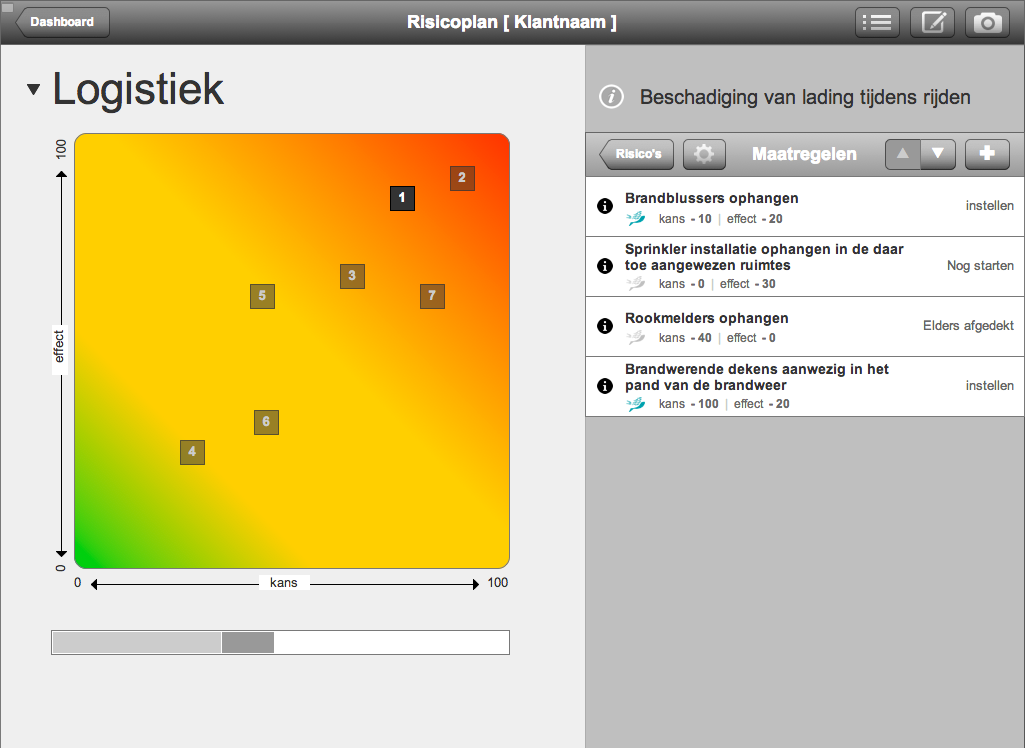 Dashboard
Risicoplan [ Klantnaam ]
Logistiek
100
effect
0
1
2
3
5
7
6
4
0
kans
100
Beschadiging van lading tijdens rijden
Risico's
Maatregelen
Brandblussers ophangen
kans - 10 | effect - 20
instellen
Sprinkler installatie ophangen in de daar
toe aangewezen ruimtes
kans - 0 | effect - 30
Nog starten
Rookmelders ophangen
kans - 40 | effect - 0
Elders afgedekt
Brandwerende dekens aanwezig in het
pand van de brandweer
kans - 100 | effect - 20
instellen